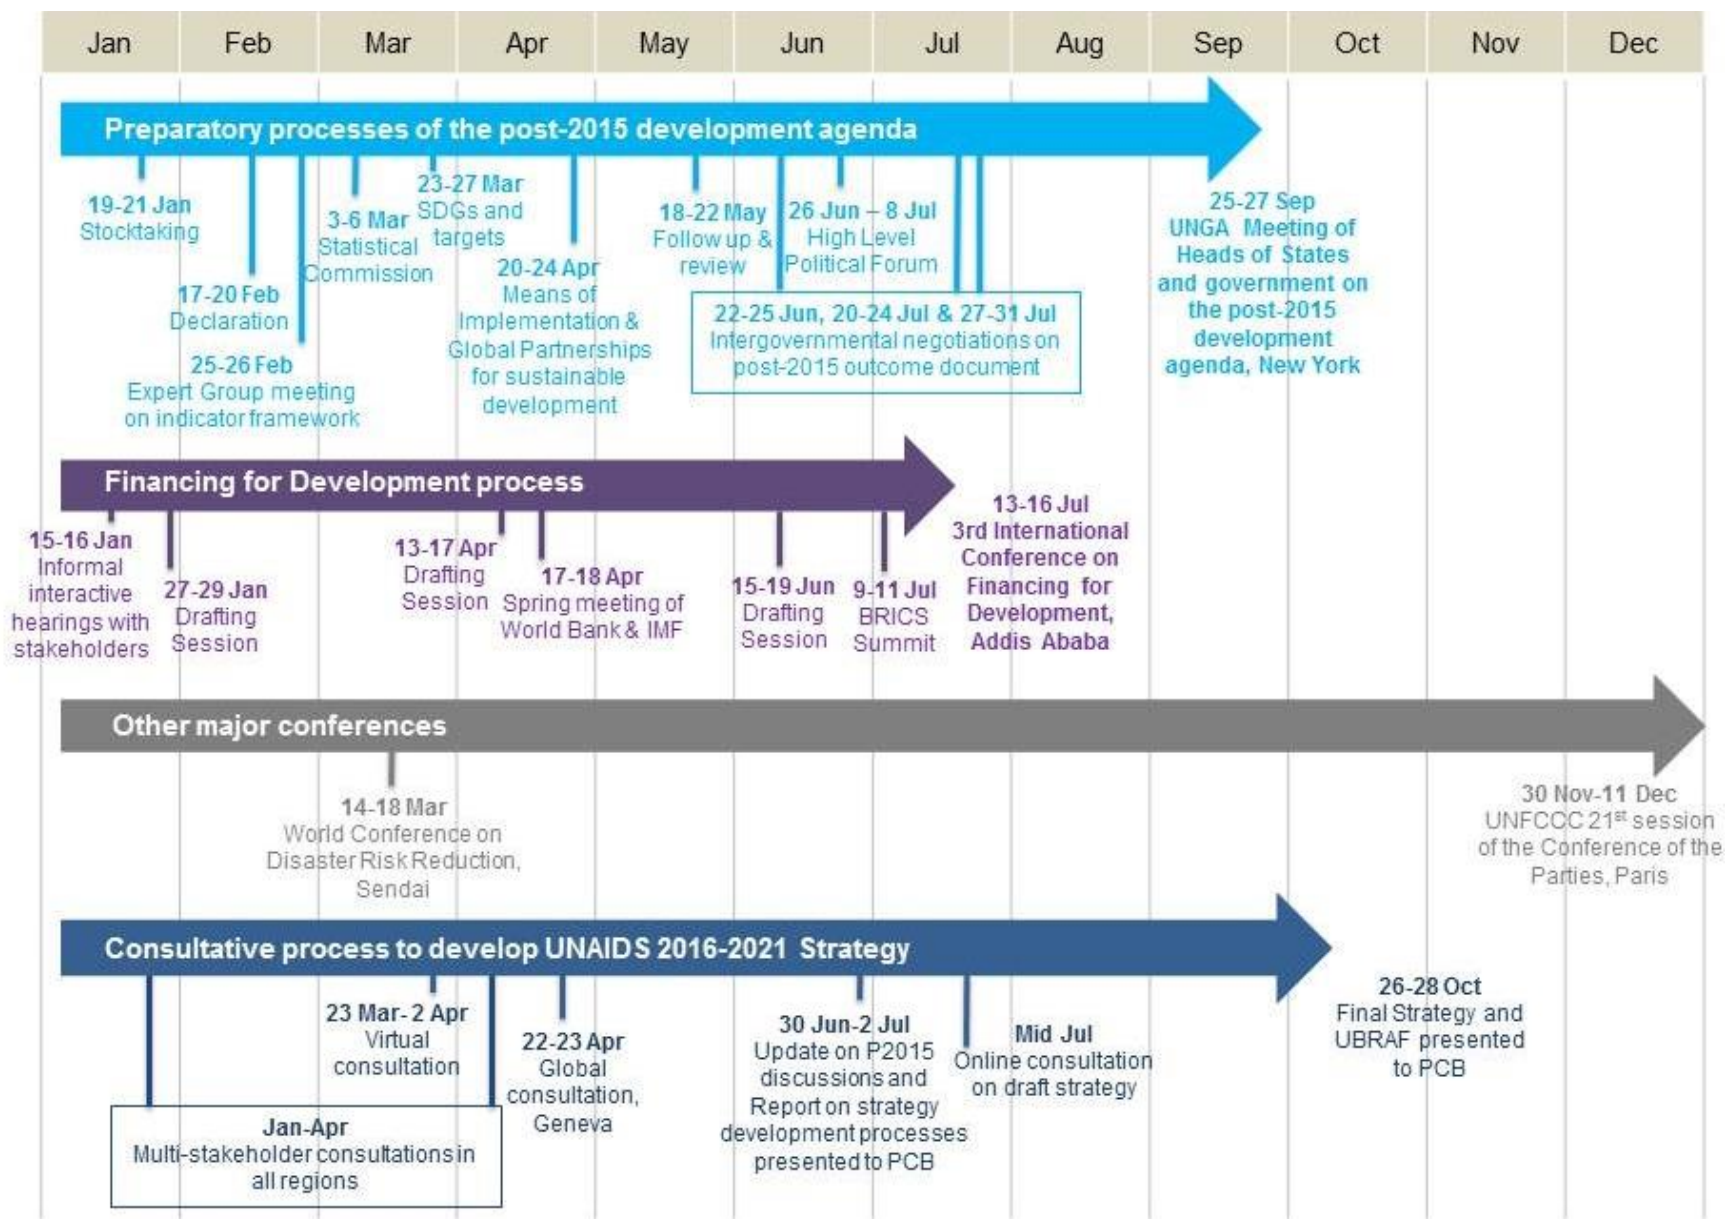 Jan Feb Mar Apr May Jun Jul Aug Sep Oct Nov Dec
Preparatory processes of the post-2015 development agenda
19-21 Jan
Stocktaking
17-20 Feb
Declaration
25-26 Feb
Expert Group meeting
on indicator framework
3-6 Mar
Statistical
Commission
23-27 Mar
SDGs and
targets
20-24 Apr
Means of
Implementation &
Global Partnerships
for sustainable
development
18-22 May
Follow up &
review
26 Jun – 8 Jul
High Level
Political Forum
22-25 Jun, 20-24 Jul & 27-31 Jul
Intergovernmental negotiations on
post-2015 outcome document
25-27 Sep
UNGA Meeting of
Heads of States
and government on
the post-2015
development
agenda, New York
Financing for Development process
15-16 Jan
Informal
interactive
hearings with
stakeholders
27-29 Jan
Drafting
Session
13-17 Apr
Drafting
Session
17-18 Apr
Spring meeting of
World Bank & IMF
15-19 Jun
Drafting
Session
9-11 Jul
BRICS
Summit
13-16 Jul
3rd International
Conference on
Financing for
Development,
Addis Ababa
Other major conferences
14-18 Mar
World Conference on
Disaster Risk Reduction,
Sendai
30 Nov-11 Dec
UNFCCC 21st session
of the Conference of the
Parties, Paris
Consultative process to develop UNAIDS 2016-2021 Strategy
Jan-Apr
Multi-stakeholder consultations in
all regions
23 Mar- 2 Apr
Virtual
consultation
22-23 Apr
Global
consultation,
Geneva
30 Jun-2 Jul
Update on P2015
discussions and
Report on strategy
development processes
presented to PCB
Mid Jul
Online consultation
on draft strategy
26-28 Oct
Final Strategy and
UBRAF presented
to PCB